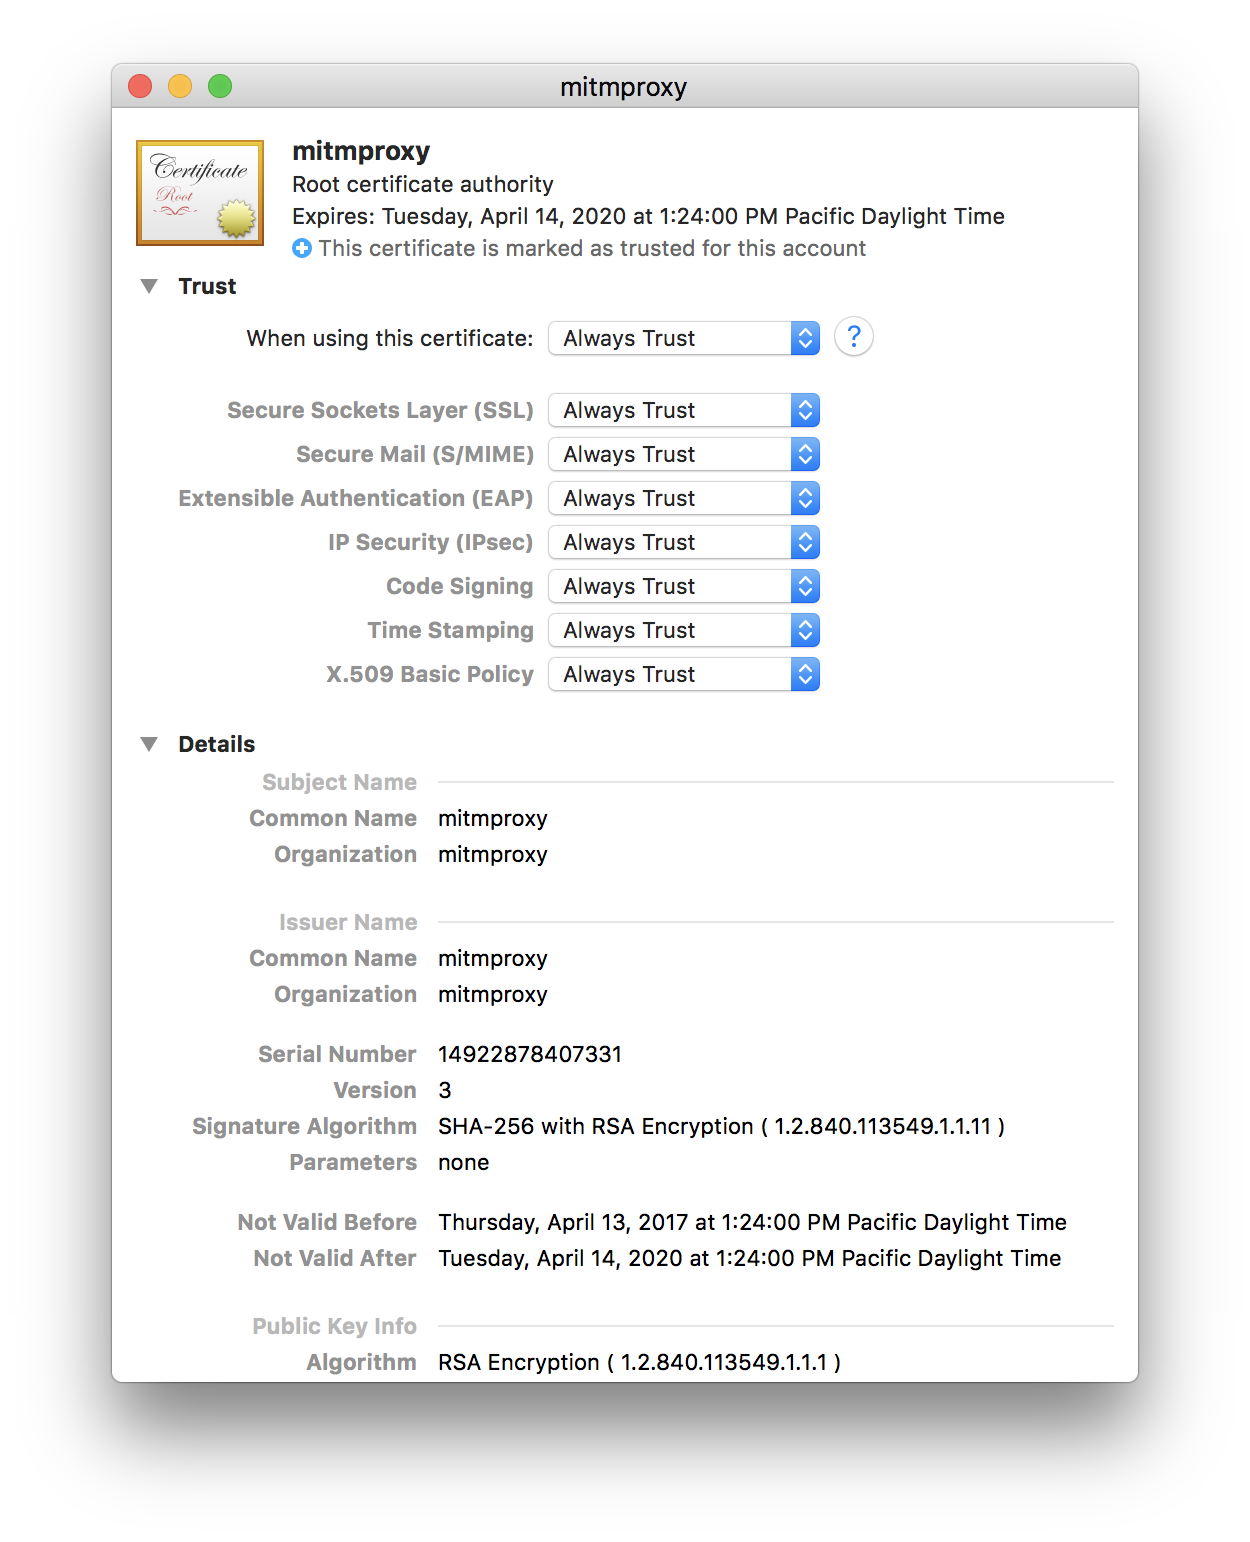 mitmproxy
Certificate
Root
mitmproxy
Root certificate authority
Expires: Tuesday, April 14, 2020 at 1:24:00 PM Pacific Daylight Time
This certificate is marked as trusted for this account
Trust
When using this certificate: Always Trust ?
Secure Sockets Layer (SSL) Always Trust
Secure Mail (S/MIME) Always Trust
Extensible Authentication (EAP) Always Trust
IP Security (IPsec) Always Trust
Code Signing Always Trust
Time Stamping Always Trust
X.509 Basic Policy Always Trust
Details
Subject Name
Common Name mitmproxy
Organization mitmproxy
Issuer Name
Common Name mitmproxy
Organization mitmproxy
Serial Number 14922878407331
Version 3
Signature Algorithm SHA-256 with RSA Encryption ( 1.2.840.113549.1.1.11 )
Parameters none
Not Valid Before Thursday, April 13, 2017 at 1:24:00 PM Pacific Daylight Time
Not Valid After Tuesday, April 14, 2020 at 1:24:00 PM Pacific Daylight Time
Public Key Info
Algorithm RSA Encryption ( 1.2.840.113549.1.1.1 )